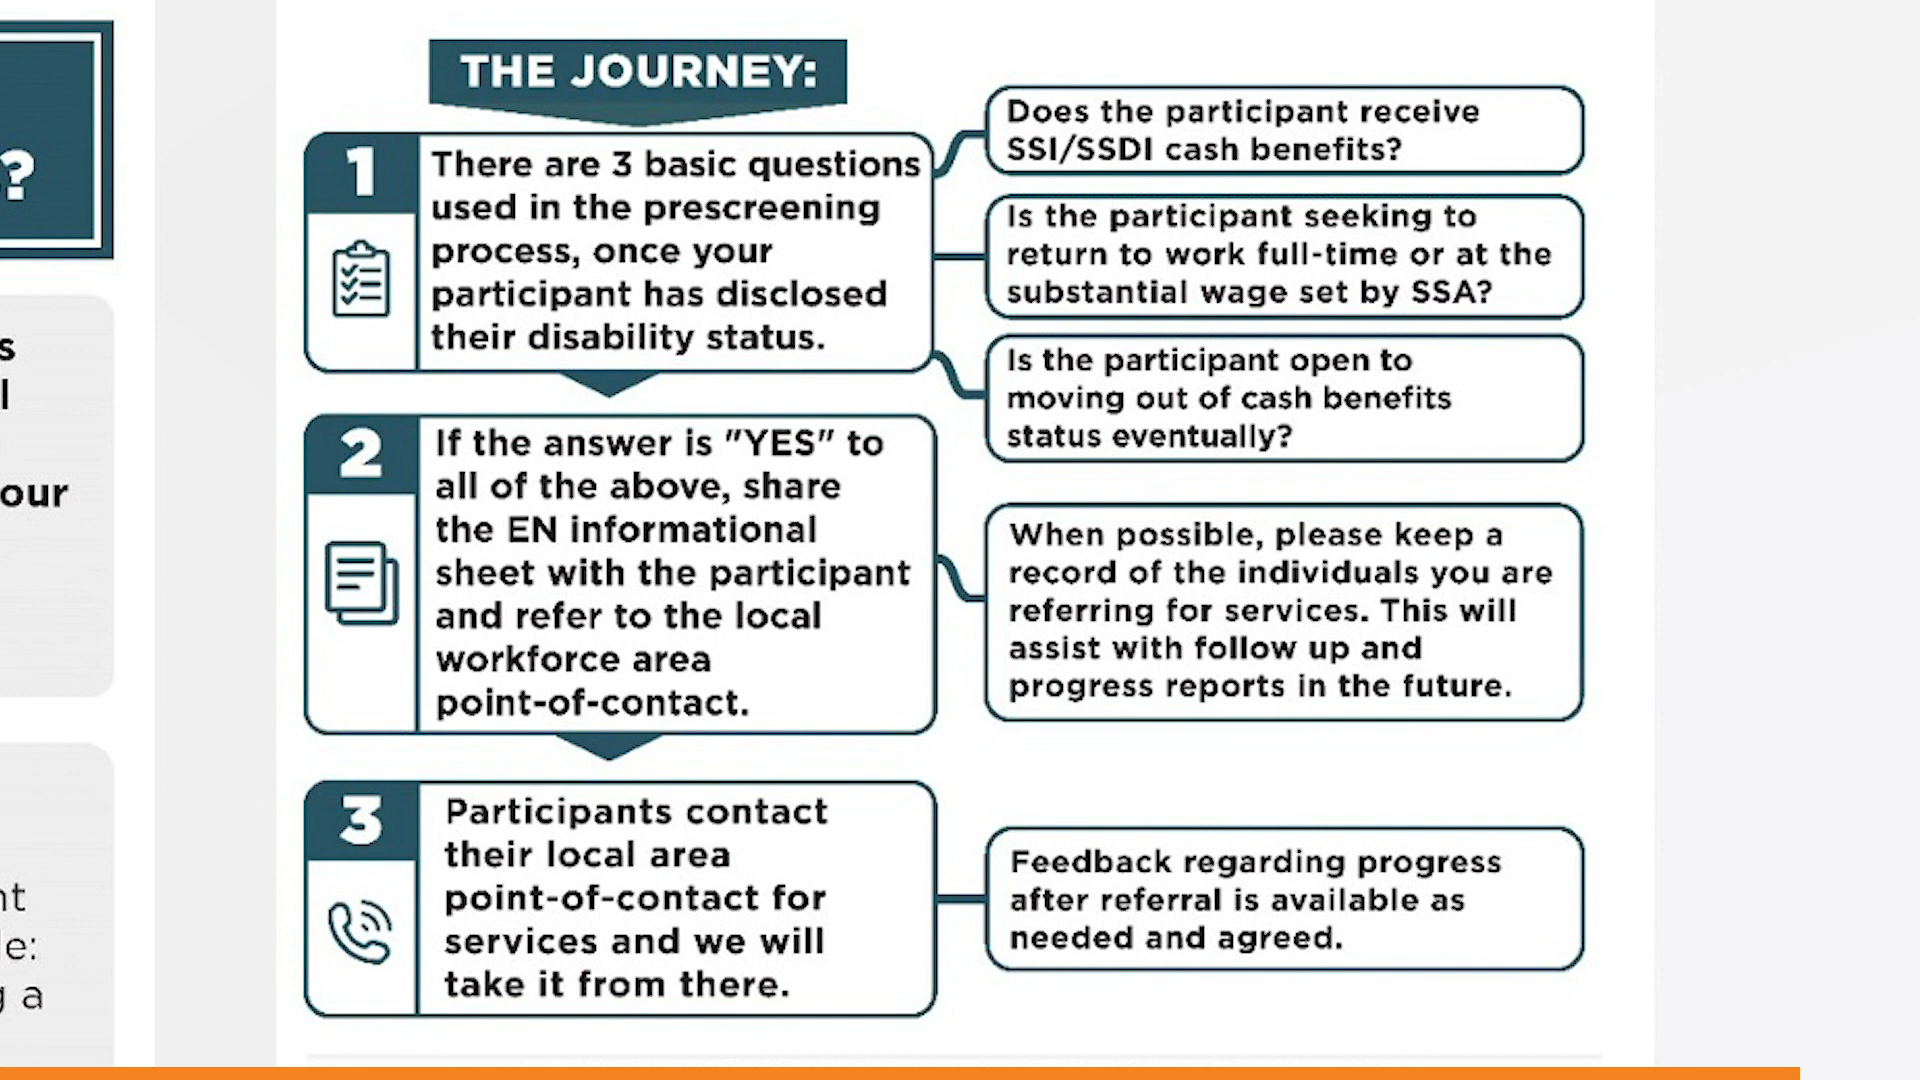 ?
s
l
our
nt
le:
g a
THE JOURNEY:
1
There are 3 basic questions
used in the prescreening
process, once your
participant has disclosed
their disability status.
Does the participant receive
SSI/SSDI cash benefits?
Is the participant seeking to
return to work full-time or at the
substantial wage set by SSA?
Is the participant open to
moving out of cash benefits
status eventually?
2
If the answer is "YES" to
all of the above, share
the EN informational
sheet with the participant
and refer to the local
workforce area
point-of-contact.
When possible, please keep a
record of the individuals you are
referring for services. This will
assist with follow up and
progress reports in the future.
3
Participants contact
their local area
point-of-contact for
services and we will
take it from there.
Feedback regarding progress
after referral is available as
needed and agreed.